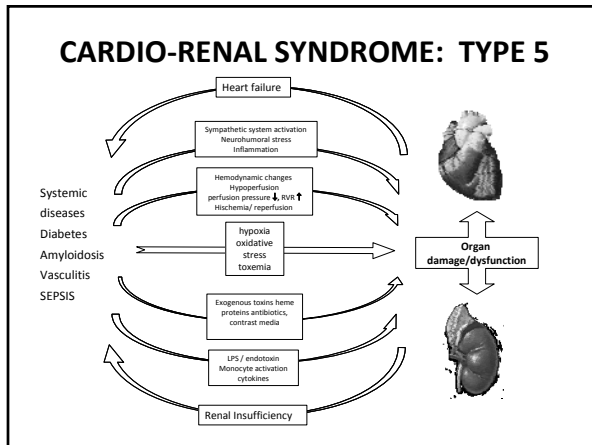 CARDIO-RENAL SYNDROME: TYPE 5
Heart failure
Sympathetic system activation
Neurohumoral stress
Inflammation
Hemodynamic changes
Hypoperfusion
perfusion pressure ↓, RVR ↑
Hischemia/ reperfusion
Systemic
diseases
Diabetes
Amyloidosis
Vasculitis
SEPSIS
hypoxia
oxidative
stress
toxemia
Organ
damage/dysfunction
Exogenous toxins heme
proteins antibiotics,
contrast media
LPS / endotoxin
Monocyte activation
cytokines
Renal Insufficiency